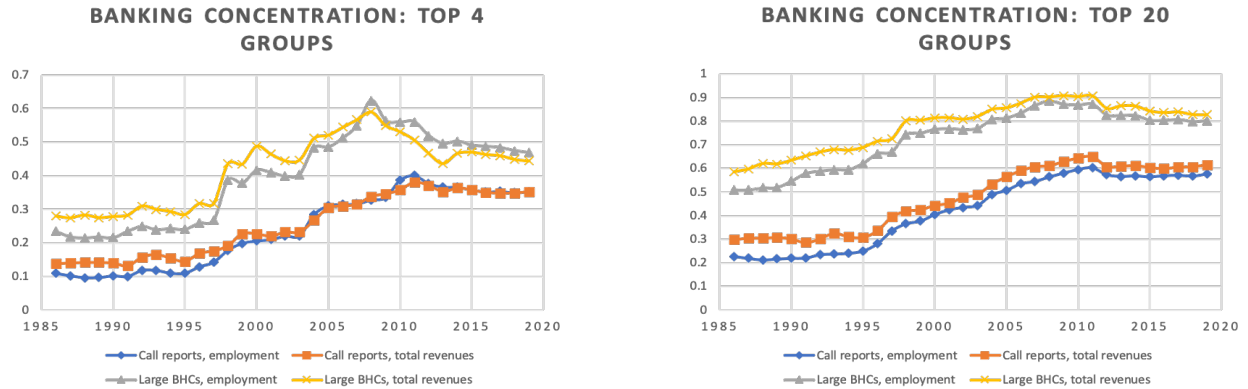 BANKING CONCENTRATION: TOP 4
GROUPS
0.7
0.6
0.5
0.4
0.3
0.2
0.1
0
1985 1990 1995 2000 2005 2010 2015 2020
Call reports, employment Call reports, total revenues
Large BHCs, employment Large BHCs, total revenues
BANKING CONCENTRATION: TOP 20
GROUPS
1
0.9
0.8
0.7
0.6
0.5
0.4
0.3
0.2
0.1
0
1985 1990 1995 2000 2005 2010 2015 2020
Call reports, employment Call reports, total revenues
Large BHCs, employment Large BHCs, total revenues